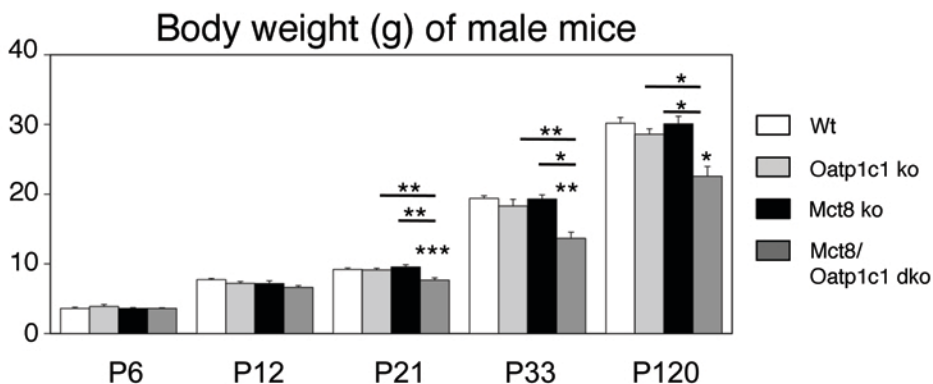 Body weight (g) of male mice
40
30
20
10
0
**
**
***
**
*
**
*
*
*
P6 P12 P21 P33 P120
Wt
Oatp1c1 ko
Mct8 ko
Mct8/
Oatp1c1 dko